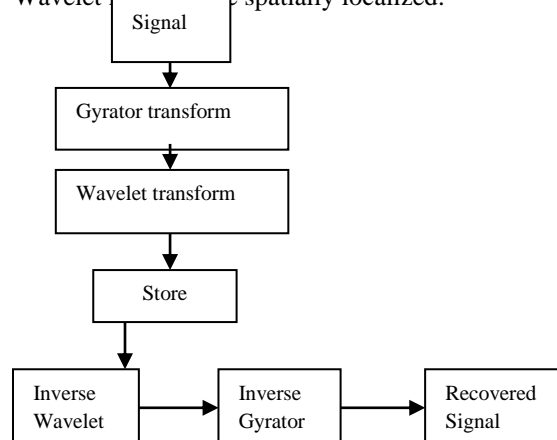 Wavelet spatially localized.
Signal
Gyrator transform
Wavelet transform
Store
Inverse
Wavelet
Inverse
Gyrator
Recovered
Signal